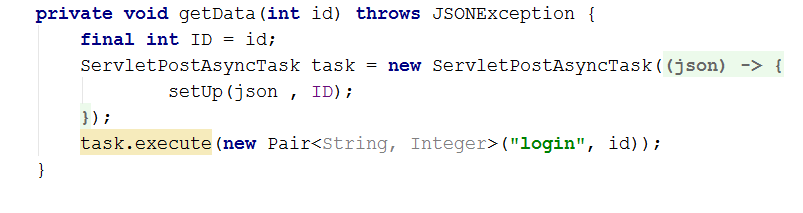 private void getData(int id) throws JSONException {
    final int ID = id;
    ServletPostAsyncTask task = new ServletPostAsyncTask((json) -> {
            setUp(json , ID);
    });
    task.execute(new Pair<String, Integer>("login", id));
}